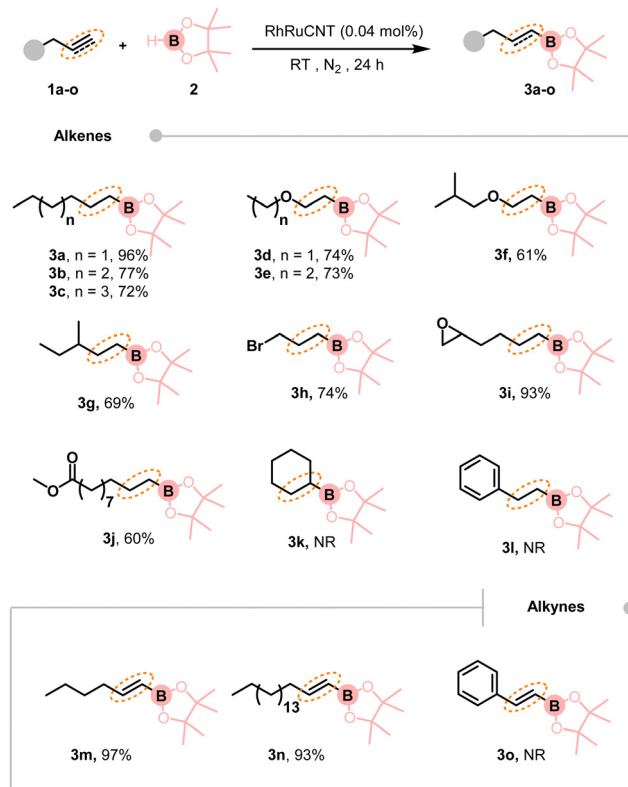 RhRuCNT (0.04 mol%)
+
H B O O
RT , N2 , 24 h
B O O
1a-o
2
3a-o
Alkenes
n B O O
O n B O O
O B O O
3a, n = 1, 96%
3b, n = 2, 77%
3c, n = 3, 72%
3d, n = 1, 74%
3e, n = 2, 73%
3f, 61%
B O O
Br B O O
O B O O
3g, 69%
3h, 74%
3i, 93%
O O 7 B O O
B O O
B O O
3j, 60%
3k, NR
3l, NR
Alkynes
B O O
13 B O O
B O O
3m, 97%
3n, 93%
3o, NR